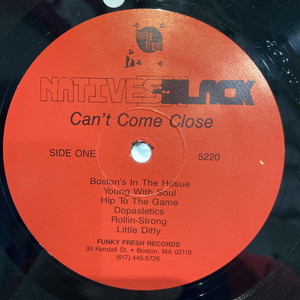 NATIVES BLACK
Can't Come Close
SIDE ONE 5220
Boston's In The Hosue
Young With Soul
Hip To The Game
Dopastetics
Rollin-Strong
Little Ditty
FUNKY FRESH RECORDS
30 Kendall St. • Boston, MA 02118
(617) 445-5726